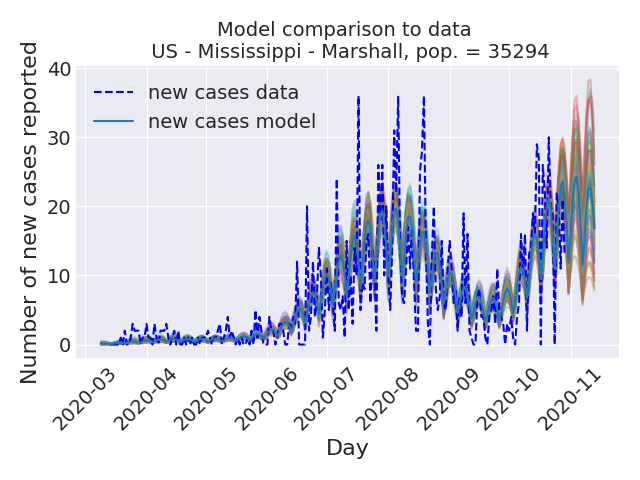 Model comparison to data
US - Mississippi - Marshall, pop. = 35294
Number of new cases reported
40
30
20
10
0
new cases data
new cases model
2020-03
2020-04
2020-05
2020-06
2020-07
2020-08
2020-09
2020-10
2020-11
Day